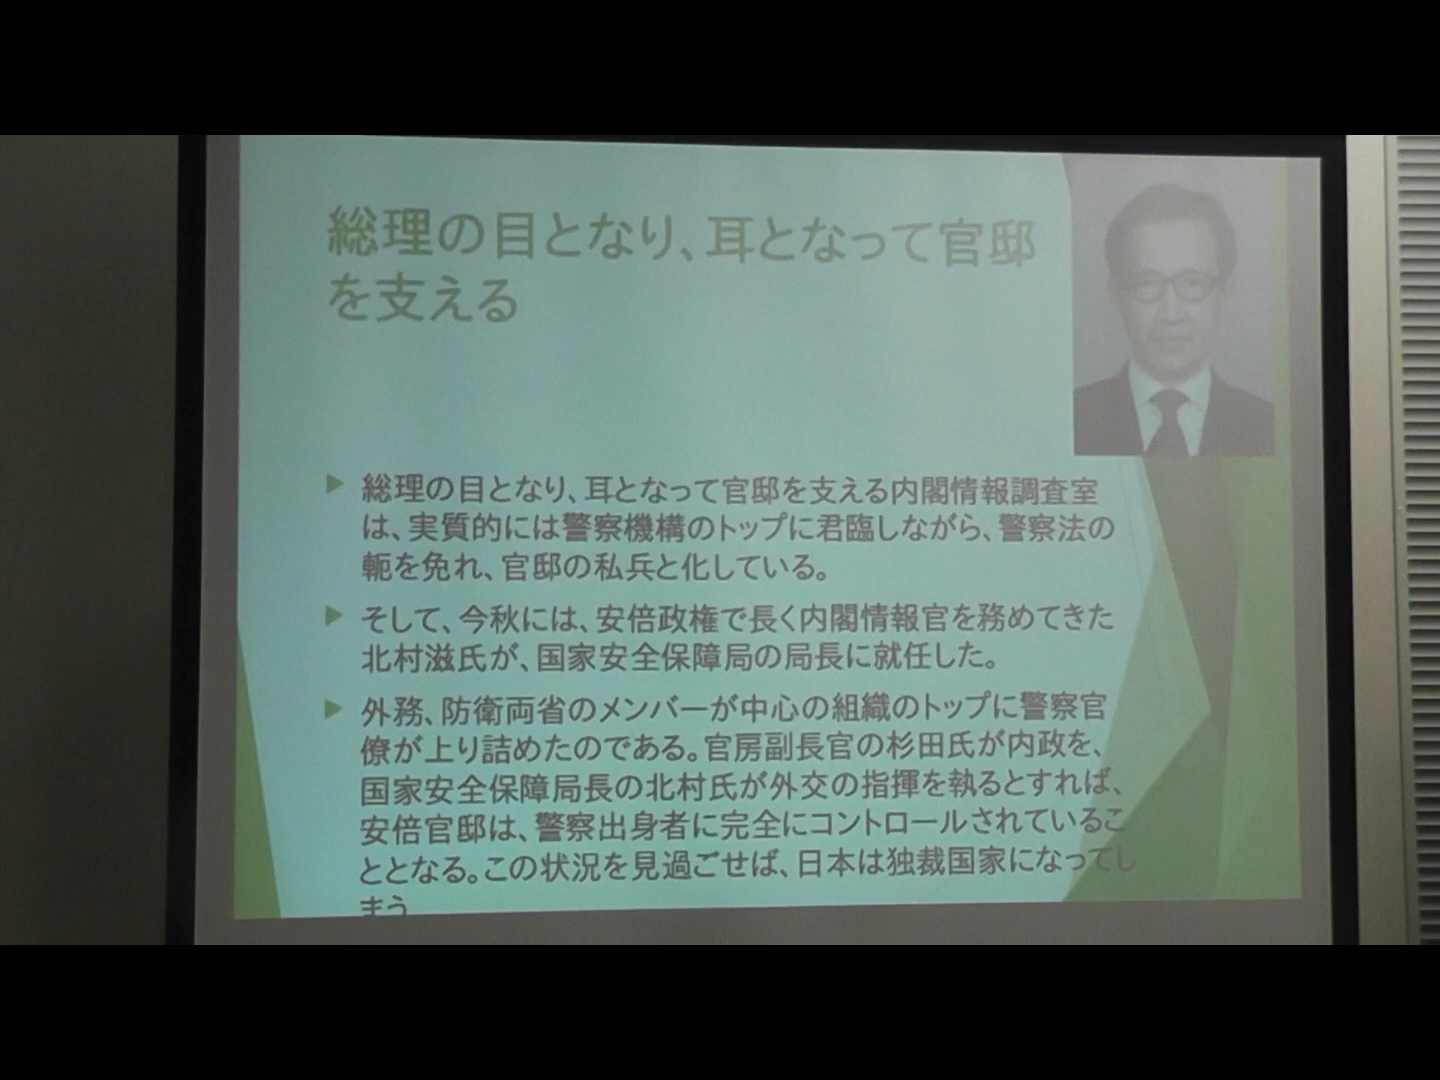 総理の目となり、耳となって官邸
を支える
総理の目となり、耳となって官邸を支える内閣情報調査室
は、実質的には警察機構のトップに君臨しながら、警察法の
軛を免れ、官邸の私兵と化している。
そして、今秋には、安倍政権で長く内閣情報官を務めてきた
北村滋氏が、国家安全保障局の局長に就任した。
外務、防衛両省のメンバーが中心の組織のトップに警察官
僚が上り詰めたのである。官房副長官の杉田氏が内政を、
国家安全保障局長の北村氏が外交の指揮を執るとすれば、
安倍官邸は、警察出身者に完全にコントロールされているこ
ととなる。この状況を見過ごせば、日本は独裁国家になってし
まう